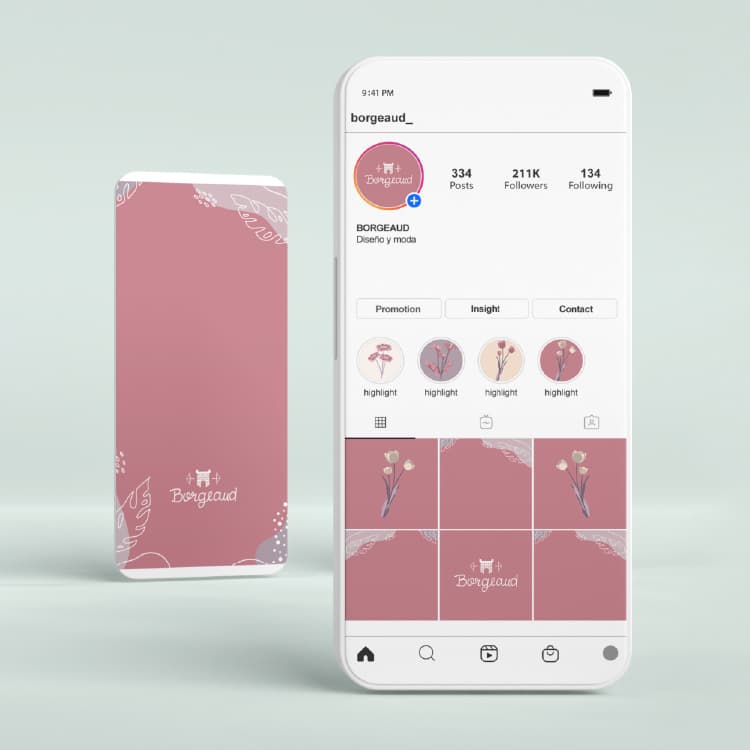 9:41 PM
borgeaud_
Borgeaud
334
Posts
211K
Followers
134
Following
BORGEAUD
Diseño y moda
Promotion
Insight
Contact
highlight
highlight
highlight
highlight
Borgeaud
Borgeaud